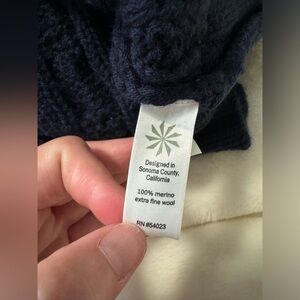 Designed in
Sonoma County,
California
100% merino
extra fine wool
RN #54023